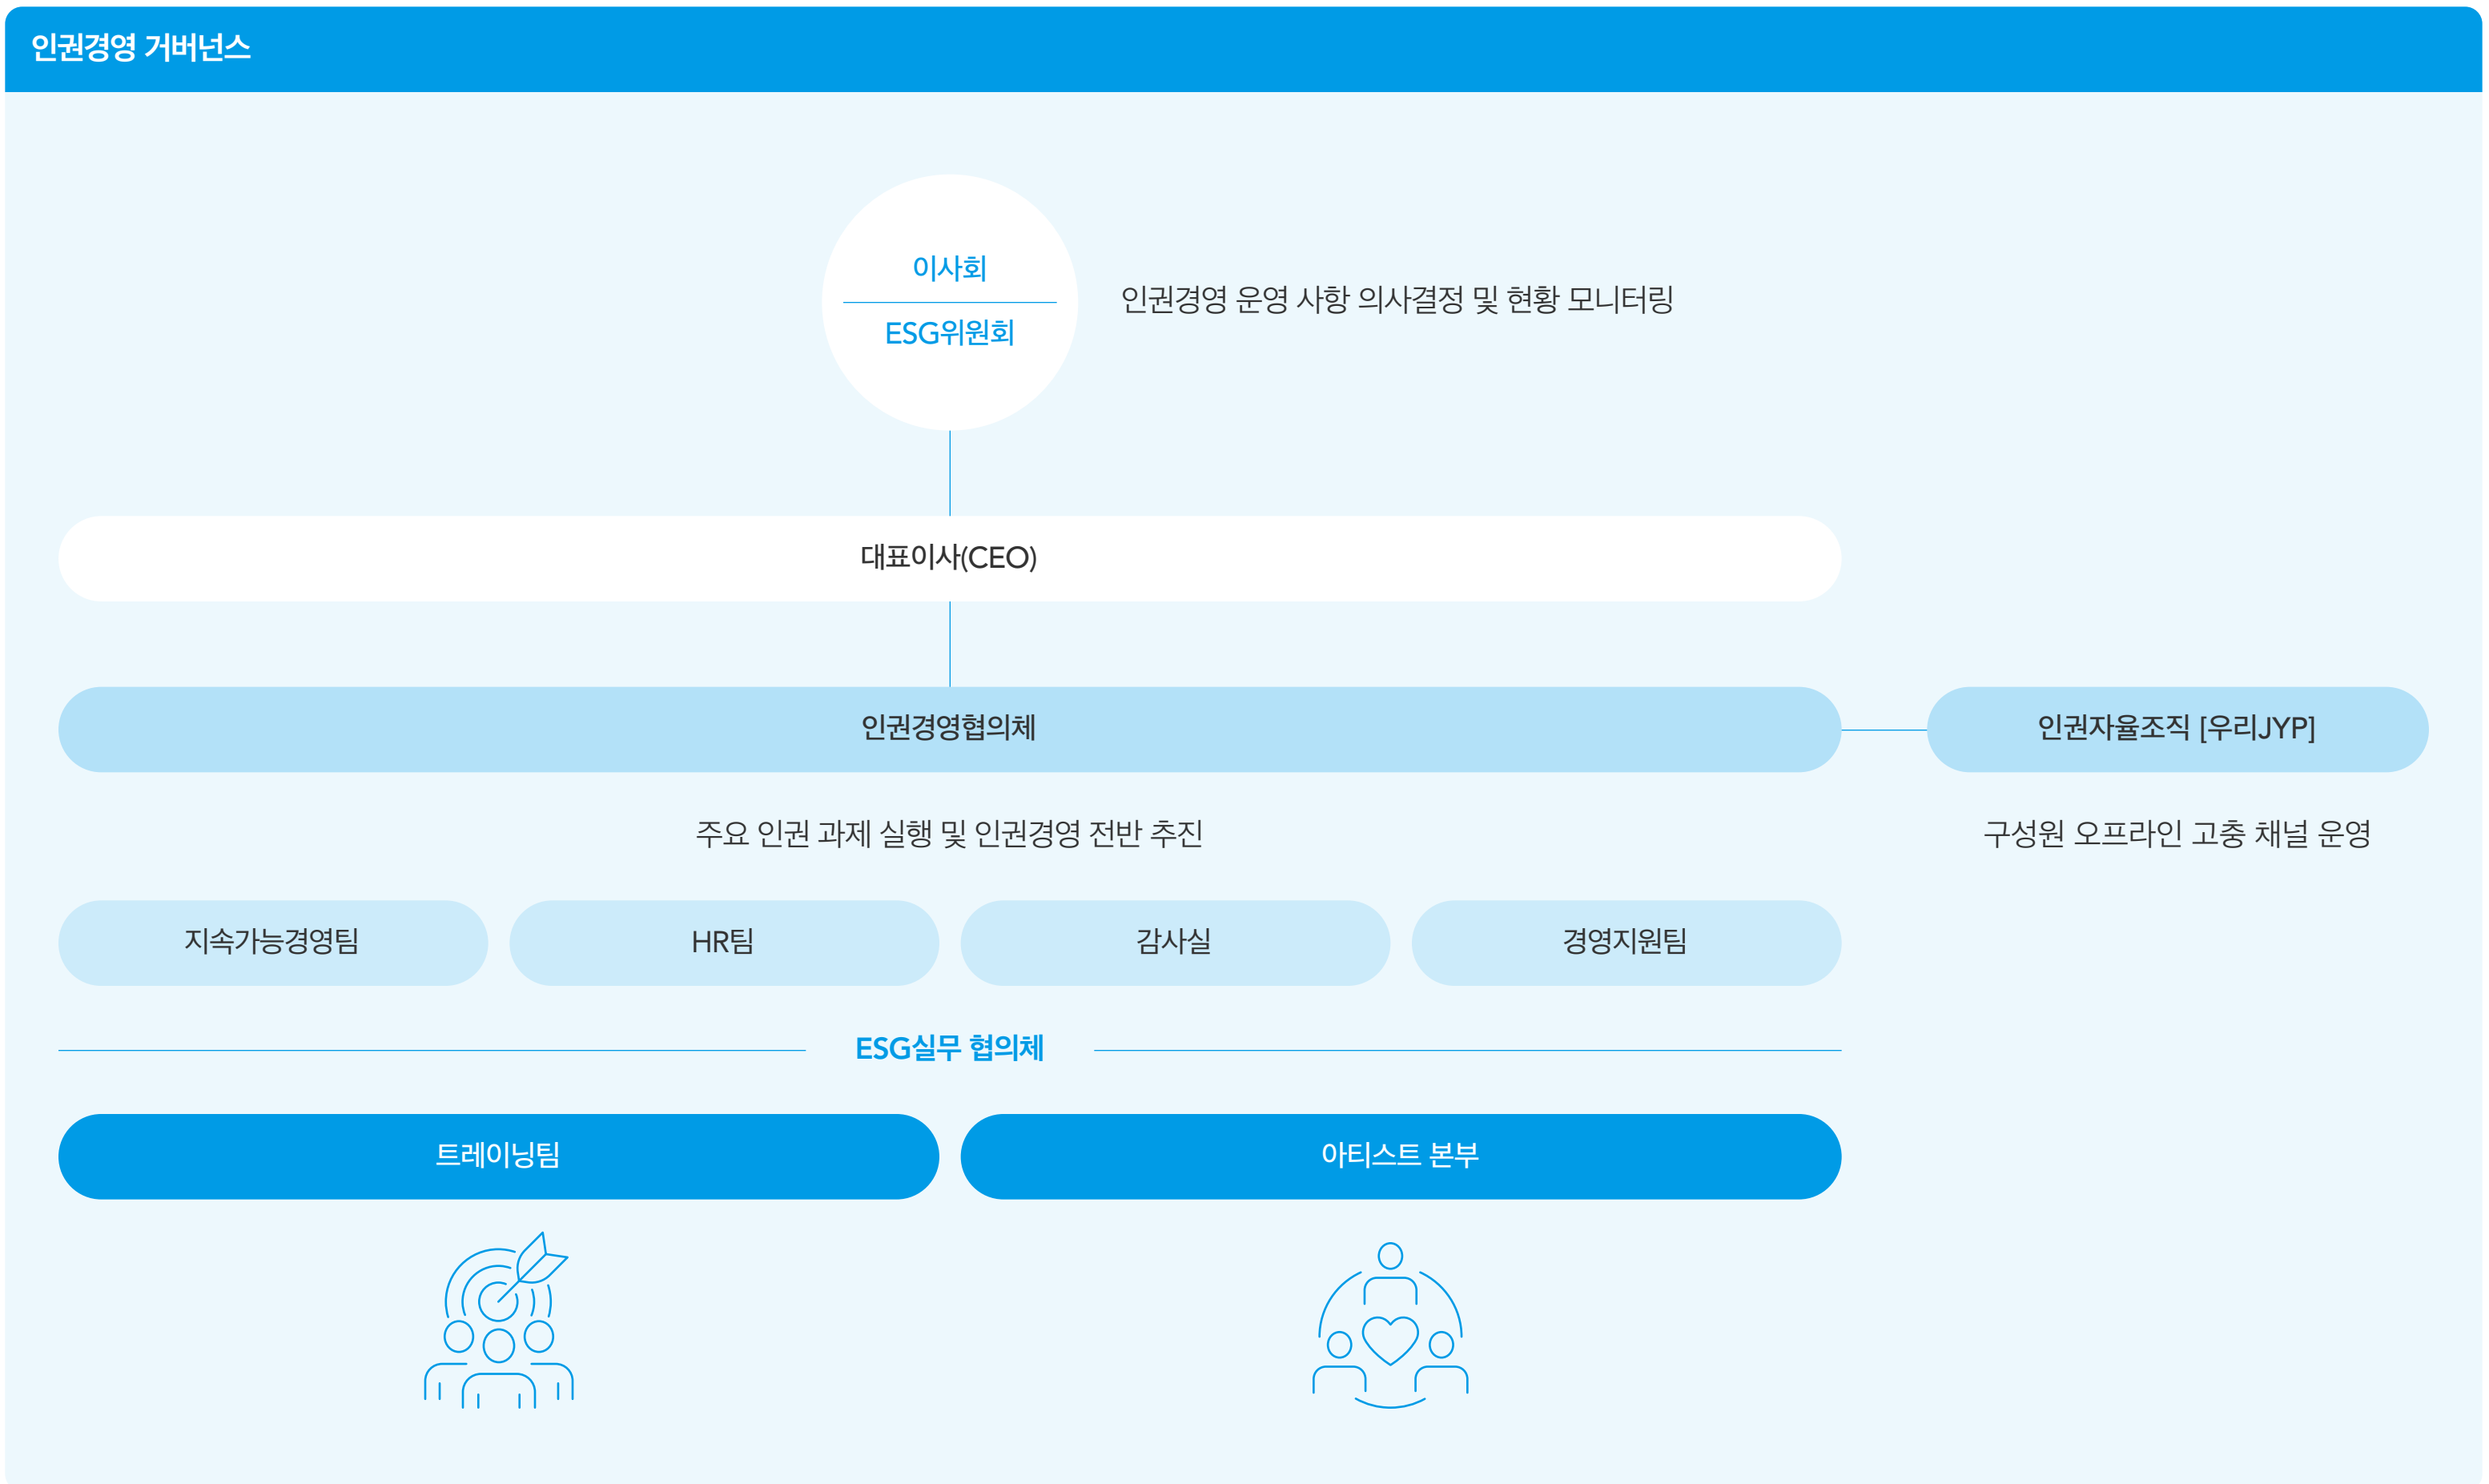 인권경영 거버넌스
이사회
ESG위원회
인권경영 운영 사항 의사결정 및 현황 모니터링
대표이사(CEO)
인권경영협의체
인권자율조직 [우리JYP]
주요 인권 과제 실행 및 인권경영 전반 추진
구성원 오프라인 고충 채널 운영
지속가능경영팀
HR팀
감사실
경영지원팀
ESG실무 협의체
트레이닝팀
아티스트 본부